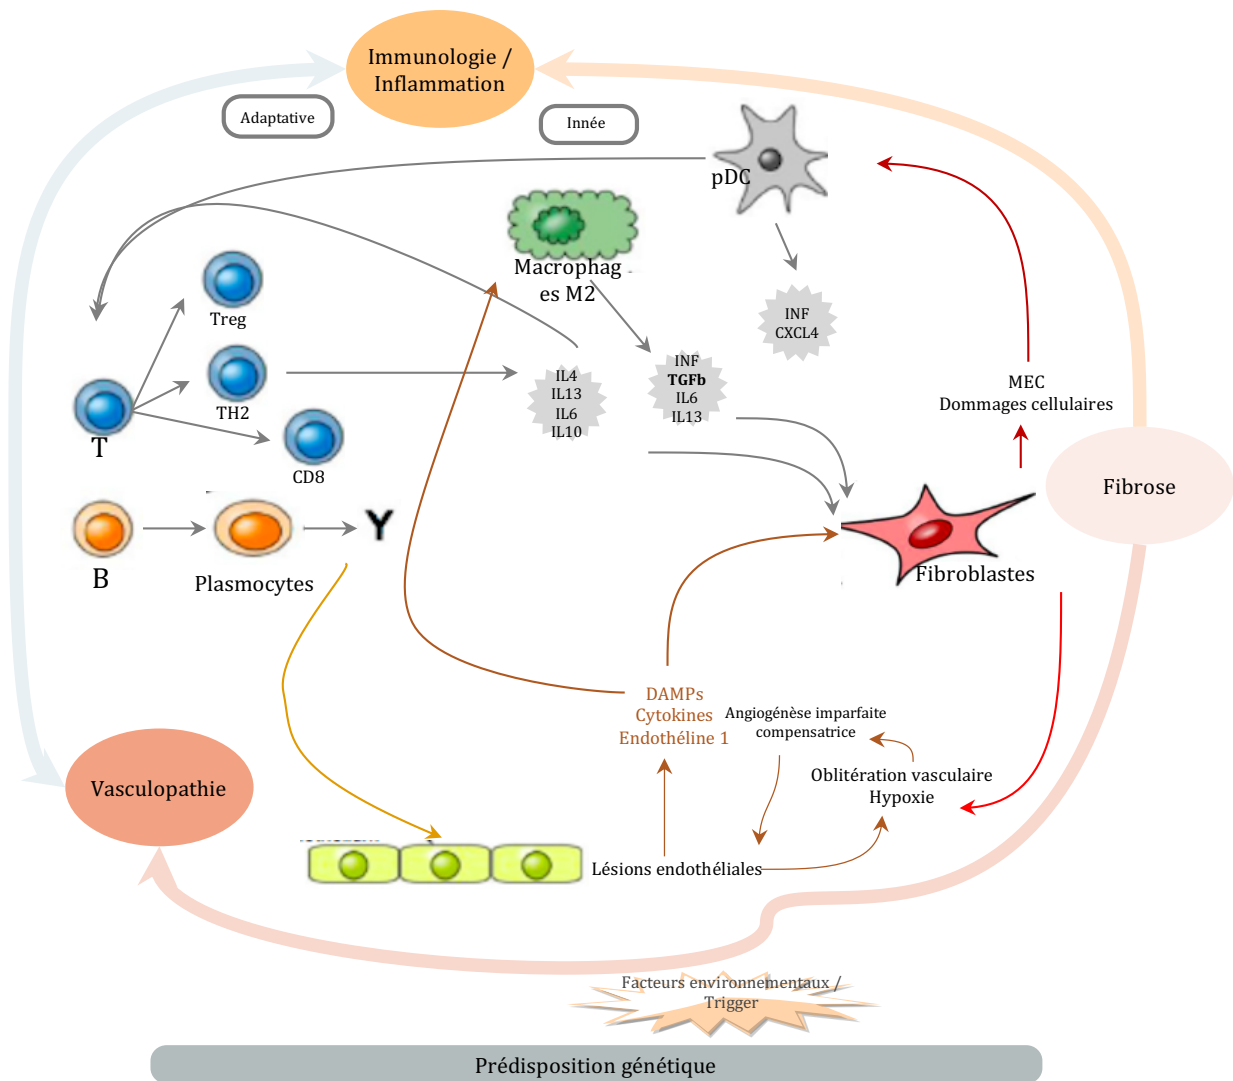 Immunologie /
Inflammation
Adaptative
Innée
pDC
Macrophag
es M2
INF
CXCL4
Treg
INF
TGFb
IL6
IL13
IL4
IL13
IL6
IL10
TH2
T
CD8
MEC
Dommages cellulaires
Fibrose
Y
B
Plasmocytes
Fibroblastes
DAMPs
Cytokines
Endothéline 1
Angiogénèse imparfaite
compensatrice
Oblitération vasculaire
Hypoxie
Vasculopathie
Lésions endothéliales
Facteurs environnementaux /
Trigger
Prédisposition génétique